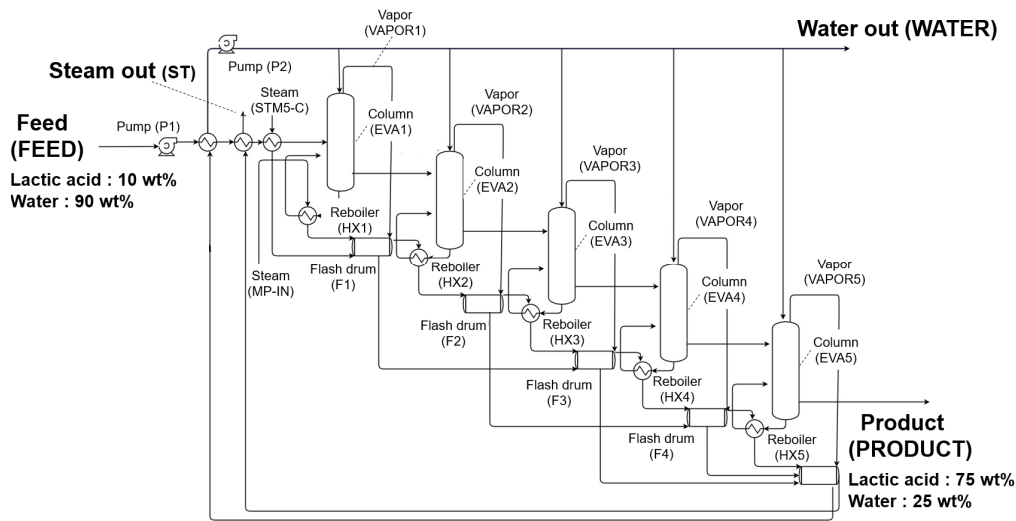 Vapor
(VAPOR1)
Water out (WATER)
Pump (P2)
Steam out (ST)
Steam
(STM5-C)
Vapor
(VAPOR2)
Feed
(FEED)
Pump (P1)
Column
(EVA1)
Lactic acid : 10 wt%
Water : 90 wt%
Vapor
(VAPOR3)
Column
(EVA2)
Vapor
(VAPOR4)
Reboiler
(HX1)
Column
(EVA3)
Steam
(MP-IN)
Flash drum
(F1)
Reboiler
(HX2)
Vapor
(VAPOR5)
Column
(EVA4)
Flash drum
(F2)
Reboiler
(HX3)
Column
(EVA5)
Flash drum
(F3)
Reboiler
(HX4)
Flash drum
(F4)
Reboiler
(HX5)
Product
(PRODUCT)
Lactic acid : 75 wt%
Water : 25 wt%